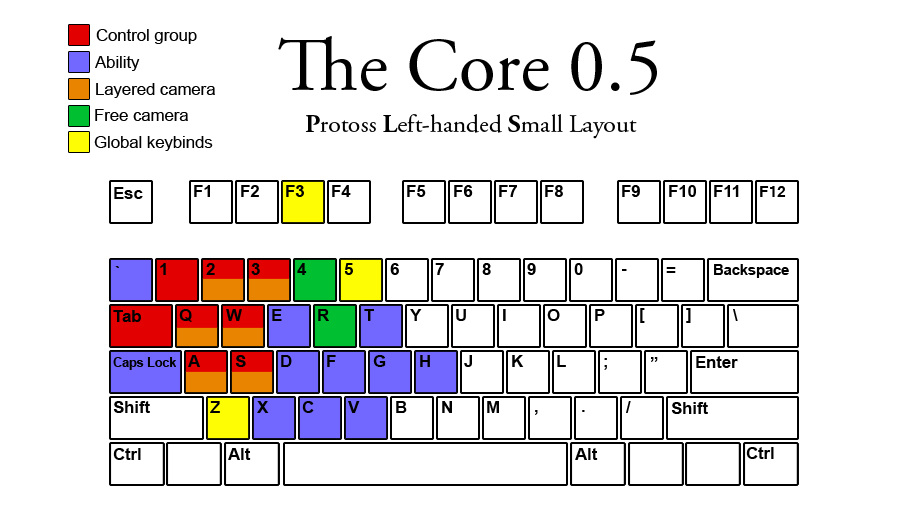 Control group
Ability
Layered camera
Free camera
Global keybinds
The Core 0.5
Protoss Left-handed Small Layout
Esc F1 F2 F3 F4 F5 F6 F7 F8 F9 F10 F11 F12
` 1 2 3 4 5 6 7 8 9 0 - = Backspace
Tab Q W E R T Y U I O P [ ] \
Caps Lock A S D F G H J K L ; ” Enter
Shift Z X C V B N M , . / Shift
Ctrl Alt Alt Ctrl